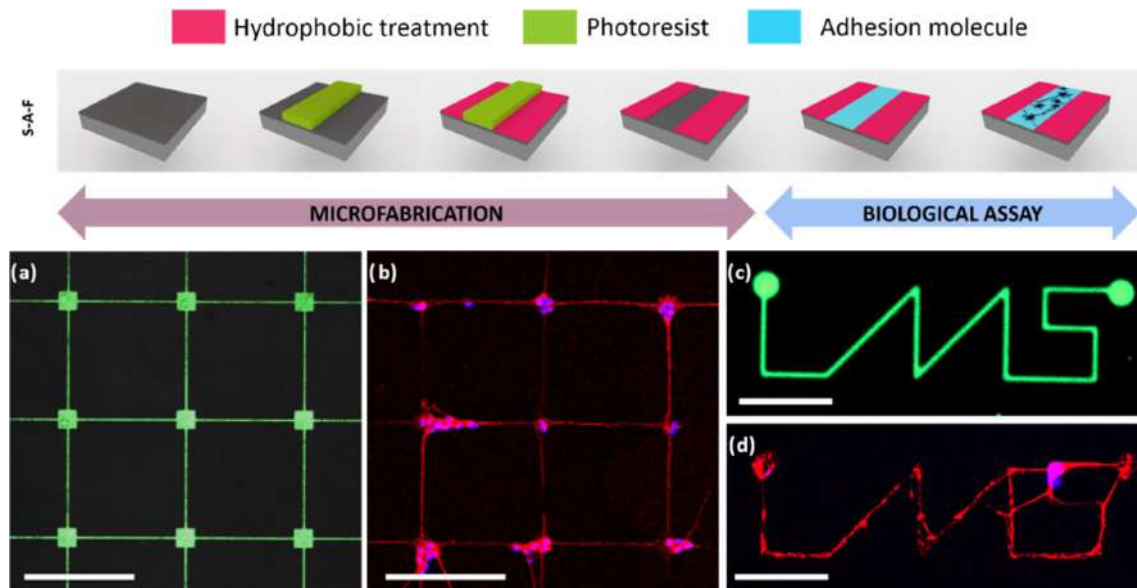 Hydrophobic treatment Photoresist Adhesion molecule
S-A-F
MICROFABRICATION BIOLOGICAL ASSAY
(a) (b) (c)
(d)